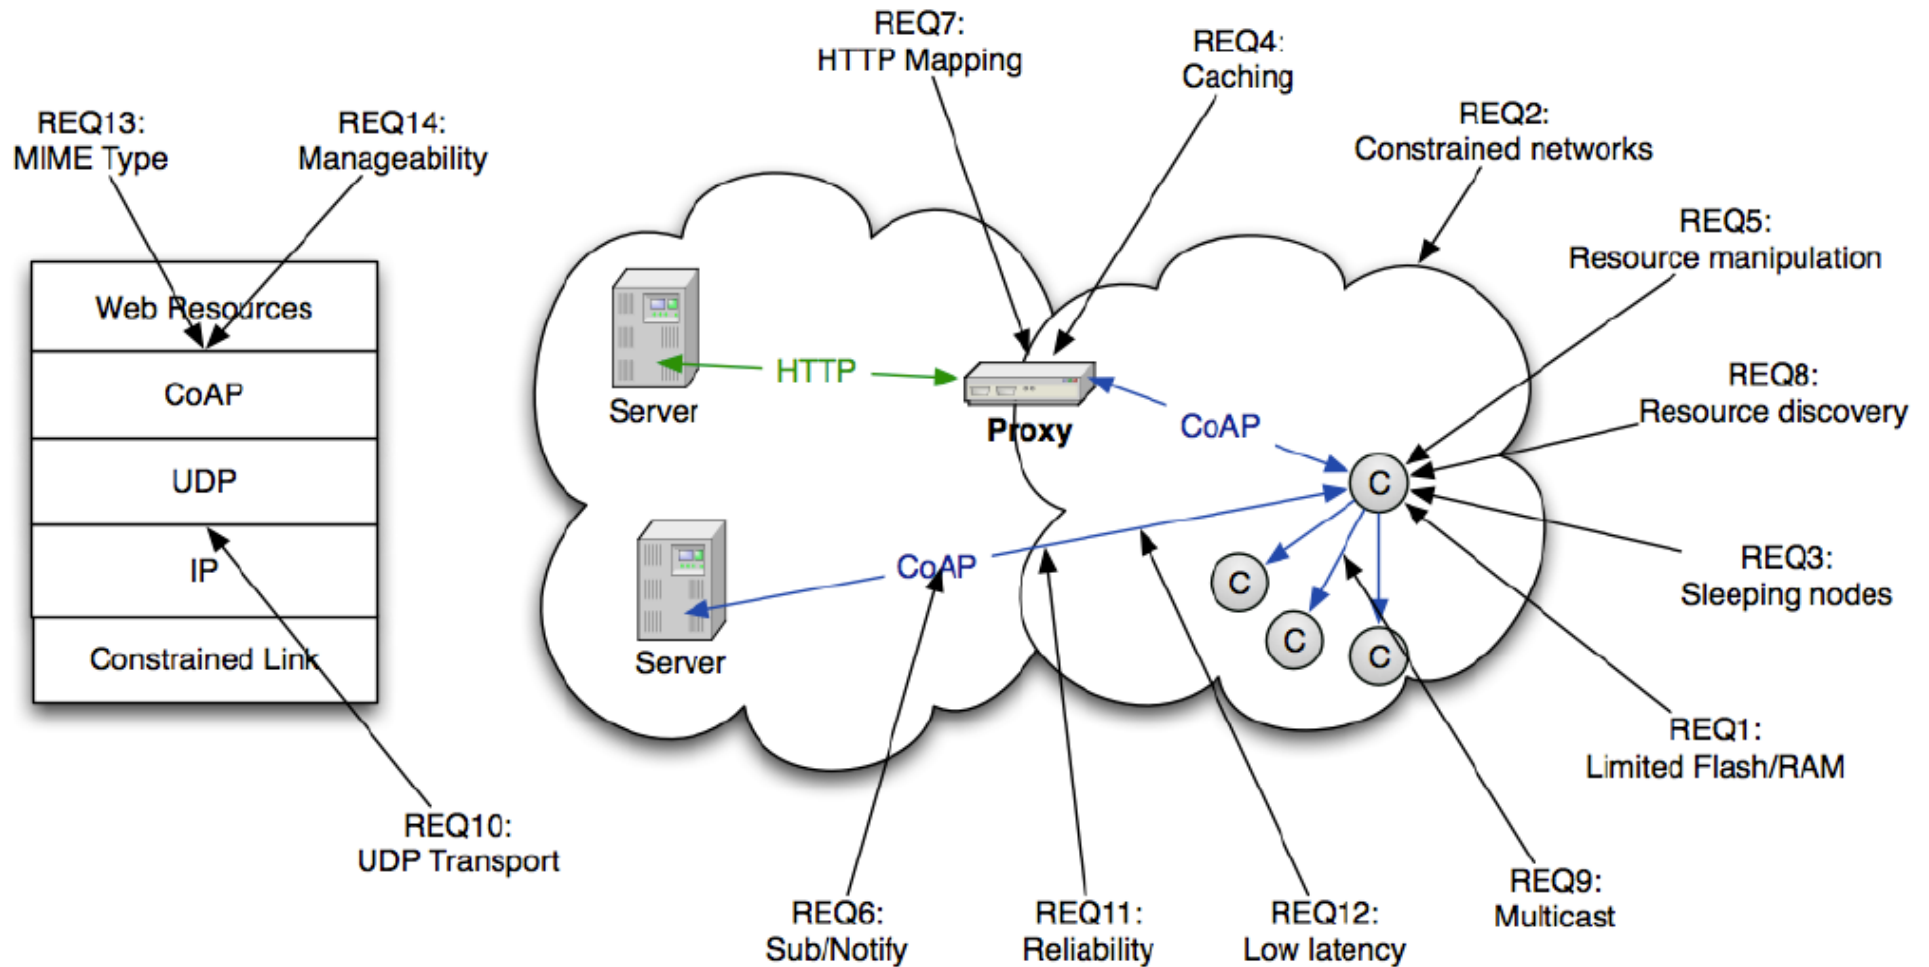 REQ7:
HTTP Mapping
REQ4:
Caching
REQ13:
MIME Type
REQ14:
Manageability
REQ2:
Constrained networks
REQ5:
Resource manipulation
REQ8:
Resource discovery
REQ3:
Sleeping nodes
REQ1:
Limited Flash/RAM
REQ9:
Multicast
Web Resources
CoAP
UDP
IP
Constrained Link
REQ10:
UDP Transport
Server
HTTP
Proxy
CoAP
Server
CoAP
C
C
C
C
REQ6:
Sub/Notify
REQ11:
Reliability
REQ12:
Low latency